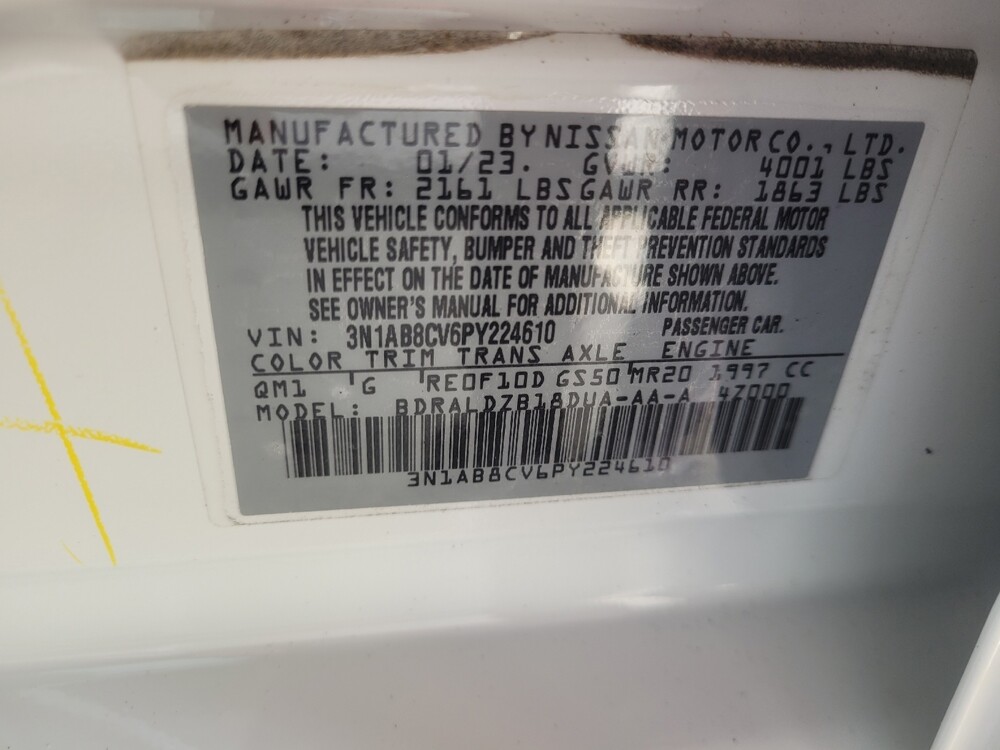 MANUFACTURED BY NISSAN MOTOR CO., LTD.
DATE: 01/23. GVWR: 4001 LBS
GAWR FR: 2161 LBS GAWR RR: 1863 LBS
THIS VEHICLE CONFORMS TO ALL APPLICABLE FEDERAL MOTOR
VEHICLE SAFETY, BUMPER AND THEFT PREVENTION STANDARDS
IN EFFECT ON THE DATE OF MANUFACTURE SHOWN ABOVE.
SEE OWNER'S MANUAL FOR ADDITIONAL INFORMATION.
VIN: 3N1AB8CV6PY224610 PASSENGER CAR.
COLOR TRIM TRANS AXLE ENGINE
QM1 G RE0F10D GS50 MR20 1997 CC
MODEL: BDRALDZB18DUA-AA-A 4Z000
3N1AB8CV6PY224610